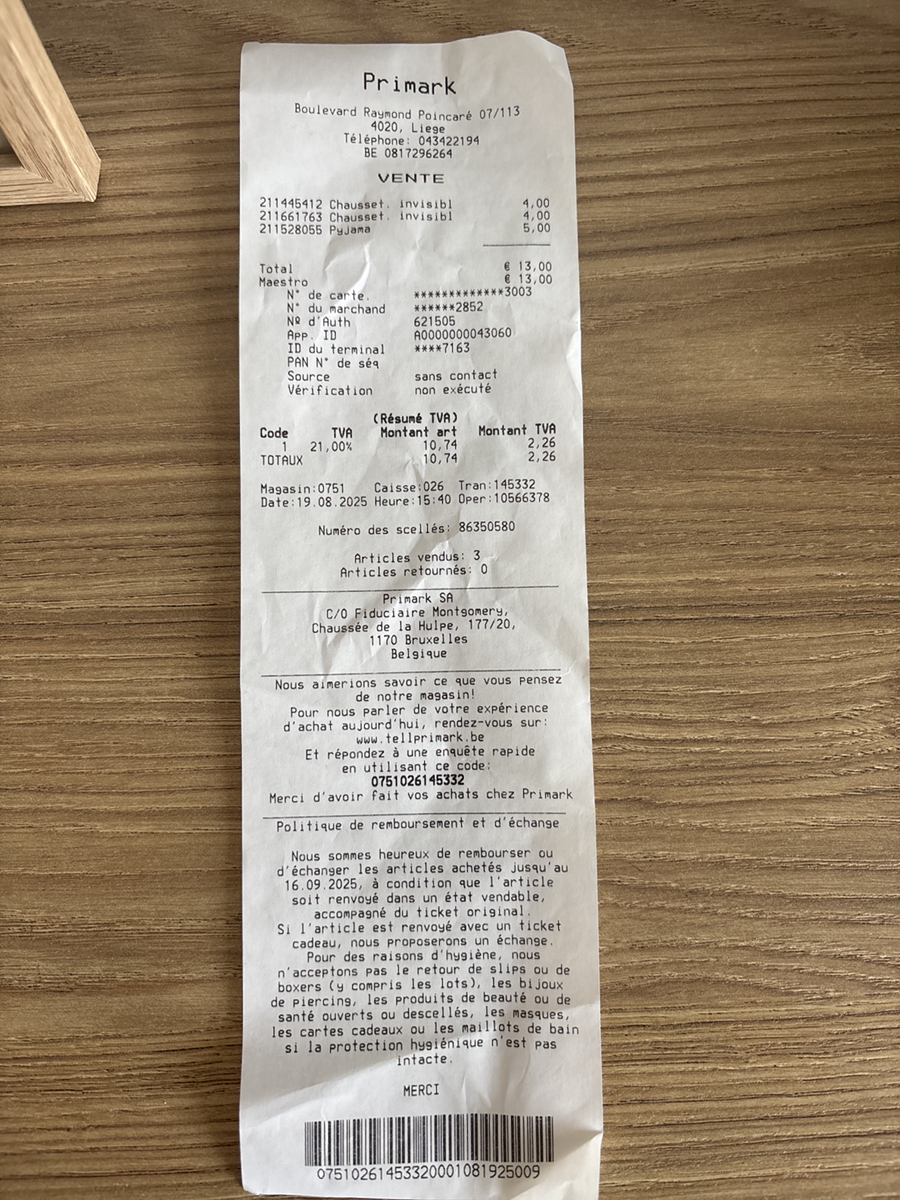 Primark
Boulevard Raymond Poincaré 07/113
4020, Liege
Téléphone: 043422194
BE 0817296264
VENTE
211445412 Chausset. invisibl 4,00
211661763 Chausset. invisibl 4,00
211528055 Pyjama 5,00
Total € 13,00
Maestro € 13,00
N° de carte. *************3003
N° du marchand ******2852
Nº d'Auth 621505
App. ID A0000000043060
ID du terminal ****7163
PAN N° de séq
Source sans contact
Vérification non exécuté
(Résumé TVA)
Code TVA Montant art Montant TVA
1 21,00% 10,74 2,26
TOTAUX 10,74 2,26
Magasin:0751 Caisse:026 Tran:145332
Date:19.08.2025 Heure:15:40 Oper:10566378
Numéro des scellés: 86350580
Articles vendus: 3
Articles retournés: 0
Primark SA
C/O Fiduciaire Montgomery,
Chaussée de la Hulpe, 177/20,
1170 Bruxelles
Belgique
Nous aimerions savoir ce que vous pensez
de notre magasin!
Pour nous parler de votre expérience
d'achat aujourd'hui, rendez-vous sur:
www.tellprimark.be
Et répondez à une enquête rapide
en utilisant ce code:
0751026145332
Merci d'avoir fait vos achats chez Primark
Politique de remboursement et d'échange
Nous sommes heureux de rembourser ou
d'échanger les articles achetés jusqu'au
16.09.2025, à condition que l'article
soit renvoyé dans un état vendable,
accompagné du ticket original.
Si l'article est renvoyé avec un ticket
cadeau, nous proposerons un échange.
Pour des raisons d'hygiène, nous
n'acceptons pas le retour de slips ou de
boxers (y compris les lots), les bijoux
de piercing, les produits de beauté ou de
santé ouverts ou descellés, les masques,
les cartes cadeaux ou les maillots de bain
si la protection hygiénique n'est pas
intacte.
MERCI
07510261453320001081925009